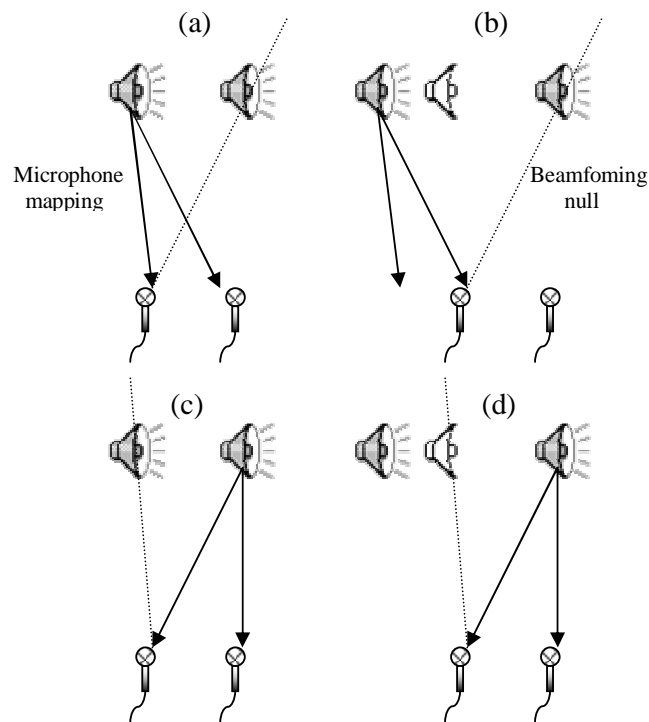 (a)
(b)
Microphone
mapping
Beamfoming
null
(c)
(d)